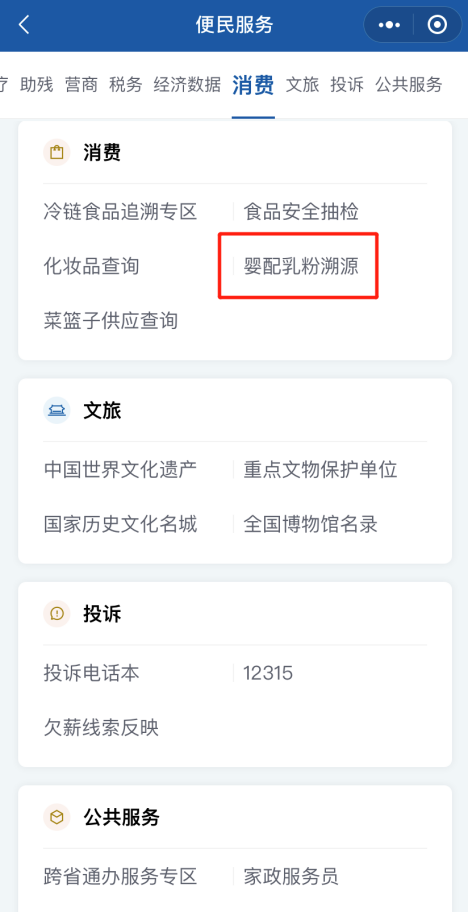 便民服务
疗 助残 营商 税务 经济数据 消费 文旅 投诉 公共服务
消费
冷链食品追溯专区 食品安全抽检
化妆品查询 婴配乳粉溯源
菜篮子供应查询
文旅
中国世界文化遗产 重点文物保护单位
国家历史文化名城 全国博物馆名录
投诉
投诉电话本 12315
欠薪线索反映
公共服务
跨省通办服务专区 家政服务员